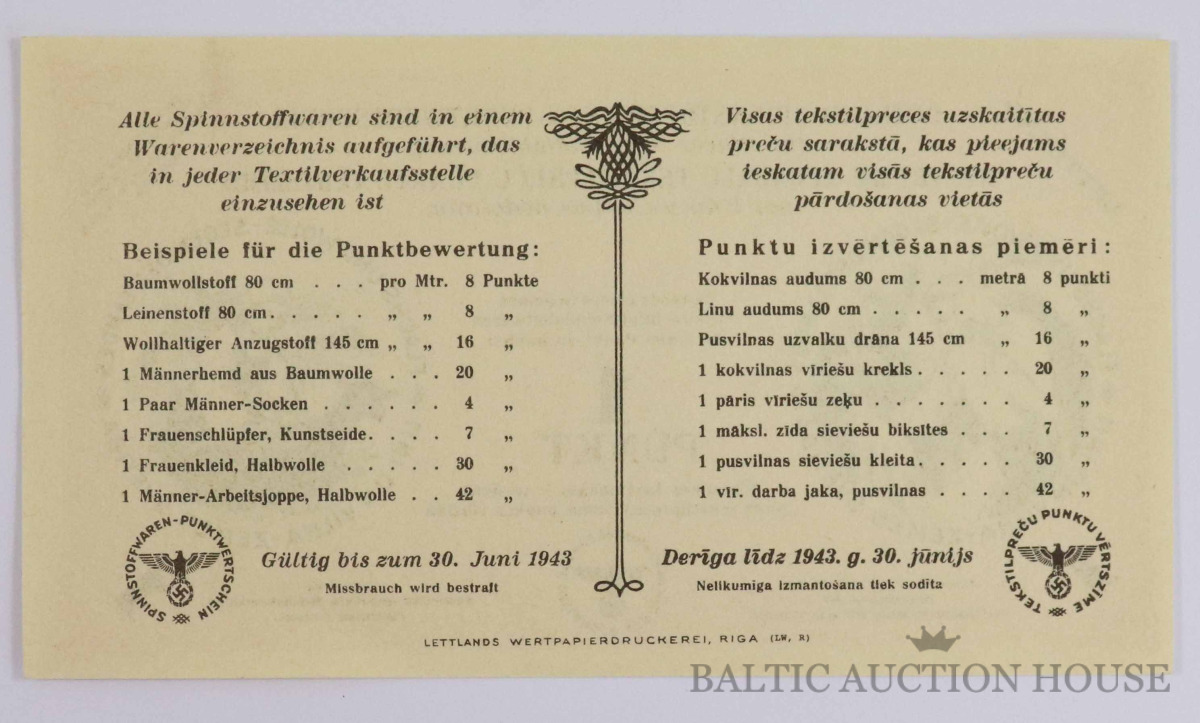 Alle Spinnstoffwaren sind in einem
Warenverzeichnis aufgeführt, das
in jeder Textilverkaufsstelle
einzusehen ist
Beispiele für die Punktbewertung:
Baumwollstoff 80 cm . . . pro Mtr. 8 Punkte
Leinenstoff 80 cm. . . . . „ „ 8 „
Wollhaltiger Anzugstoff 145 cm „ „ 16 „
1 Männerhemd aus Baumwolle . . . 20 „
1 Paar Männer-Socken . . . . . . 4 „
1 Frauenschlüpfer, Kunstseide. . . . 7 „
1 Frauenkleid, Halbwolle . . . . . 30 „
1 Männer-Arbeitsjoppe, Halbwolle . . 42 „
SPINNSTOFFWAREN-PUNKTWERTSCHEIN
Gültig bis zum 30. Juni 1943
Missbrauch wird bestraft
Visas tekstilpreces uzskaitītas
preču sarakstā, kas pieejams
ieskatam visās tekstilpreču
pārdošanas vietās
Punktu izvērtēšanas piemēri:
Kokvilnas audums 80 cm . . . metrā 8 punkti
Linu audums 80 cm . . . . . „ 8 „
Pusvilnas uzvalku drāna 145 cm „ 16 „
1 kokvilnas vīriešu krekls. . . . . 20 „
1 pāris vīriešu zeķu . . . . . . . 4 „
1 māksl. zīda sieviešu biksītes . . . 7 „
1 pusvilnas sieviešu kleita. . . . . 30 „
1 vīr. darba jaka, pusvilnas . . . . 42 „
Derīga līdz 1943. g. 30. jūnijs
Nelikumīga izmantošana tiek sodīta
TEKSTILPREČU PUNKTU VĒRTSZĪME
LETTLANDS WERTPAPIERDRUCKEREI, RIGA (LW, R)
BALTIC AUCTION HOUSE